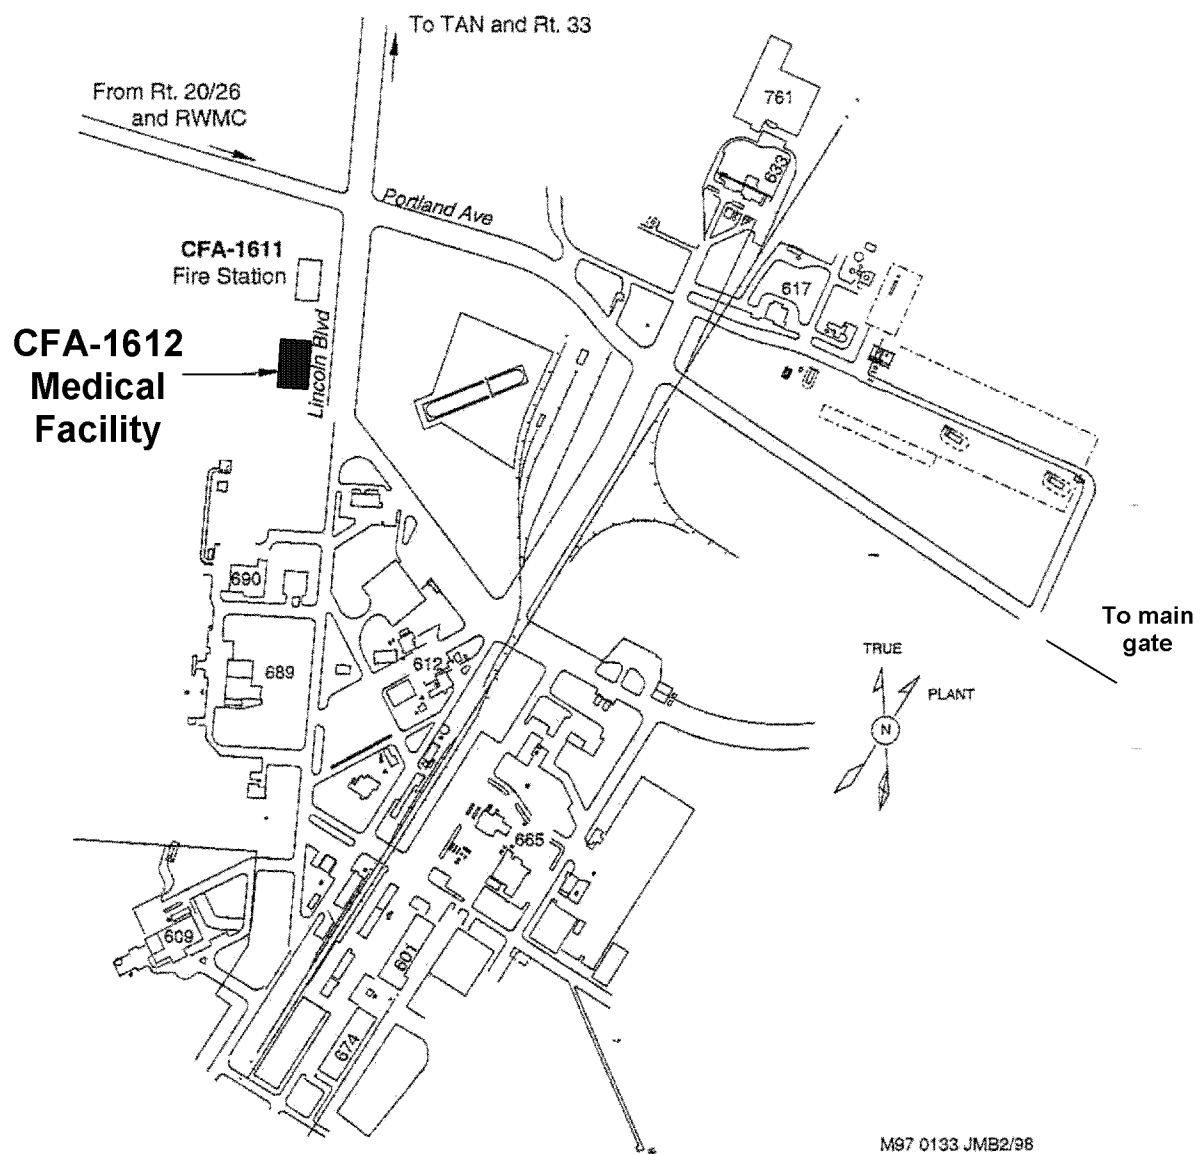 To TAN and Rt. 33
From Rt. 20/26
and RWMC
761
633
Portland Ave
CFA-1611
Fire Station
617
CFA-1612
Medical
Facility
Lincoln Blvd
690
To main
gate
612
689
TRUE
PLANT
N
665
609
601
674
M97 0133 JMB2/98